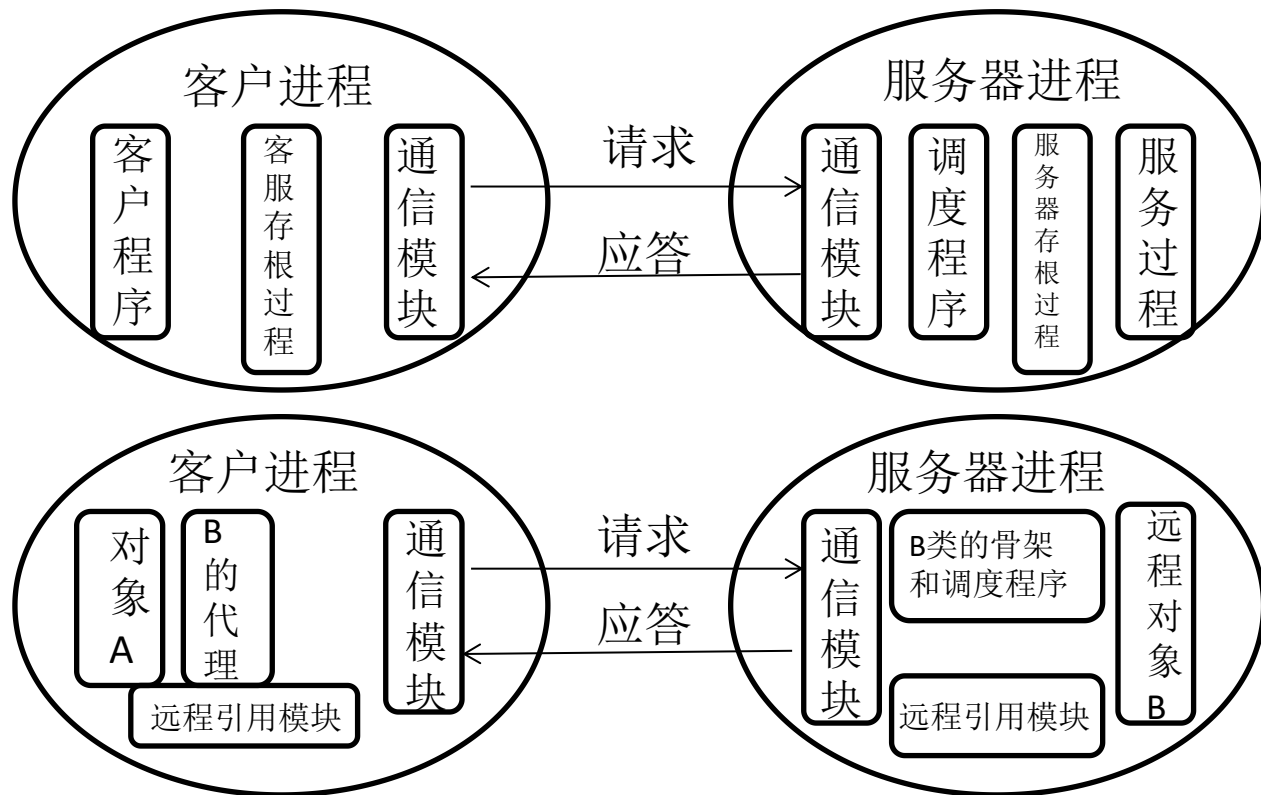 客户进程
客户程序
客服存根过程
通信模块
请求
应答
服务器进程
通信模块
调度程序
服务器存根过程
服务过程
客户进程
对象A
B的代理
远程引用模块
通信模块
请求
应答
服务器进程
通信模块
B类的骨架
和调度程序
远程引用模块
远程对象B